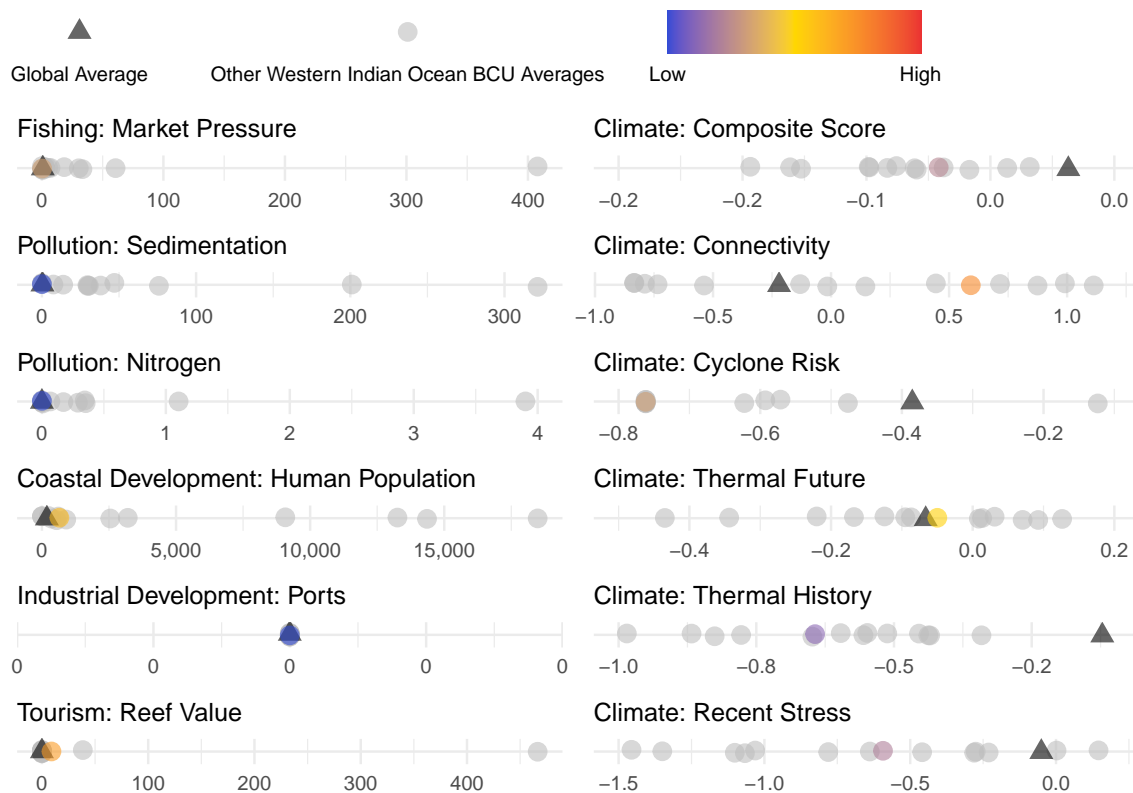 Global Average
Other Western Indian Ocean BCU Averages
Low
High
Fishing: Market Pressure
0 100 200 300 400
Climate: Composite Score
−0.2 −0.2 −0.1 0.0 0.0
Pollution: Sedimentation
0 100 200 300
Climate: Connectivity
−1.0 −0.5 0.0 0.5 1.0
Pollution: Nitrogen
0 1 2 3 4
Climate: Cyclone Risk
−0.8 −0.6 −0.4 −0.2
Coastal Development: Human Population
0 5,000 10,000 15,000
Climate: Thermal Future
−0.4 −0.2 0.0 0.2
Industrial Development: Ports
0 0 0 0 0
Climate: Thermal History
−1.0 −0.8 −0.5 −0.2
Tourism: Reef Value
0 100 200 300 400
Climate: Recent Stress
−1.5 −1.0 −0.5 0.0